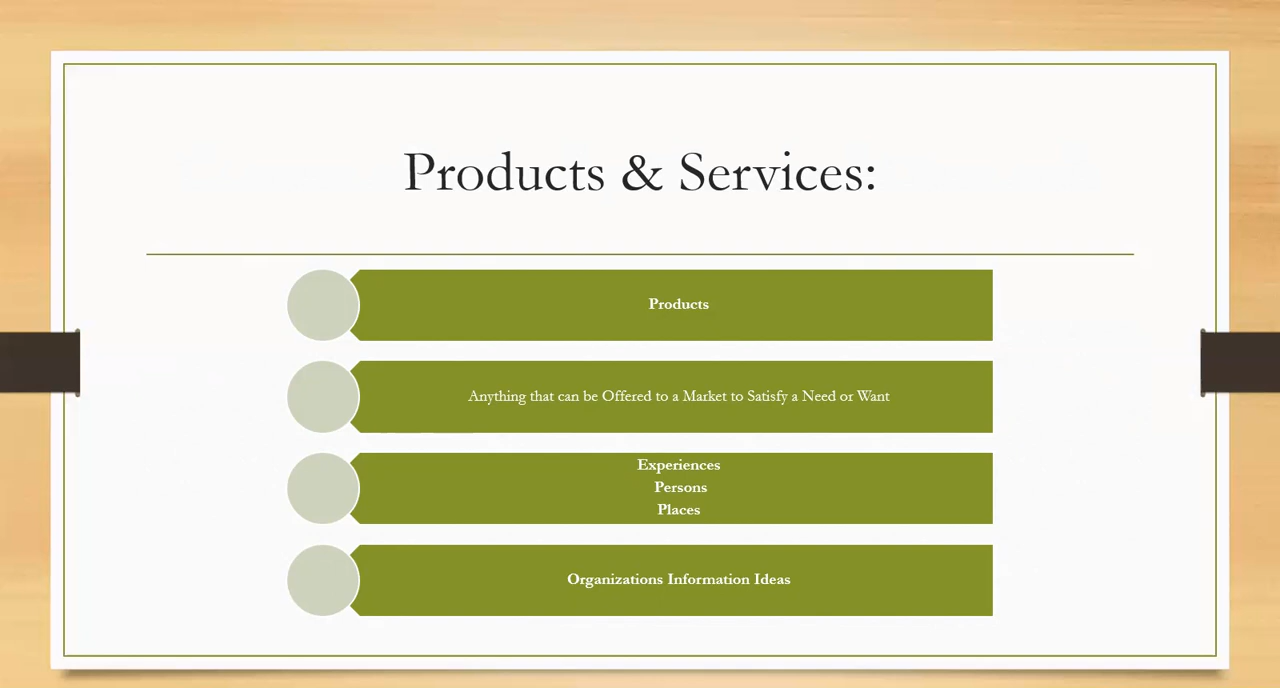 Products & Services:
Products
Anything that can be Offered to a Market to Satisfy a Need or Want
Experiences
Persons
Places
Organizations Information Ideas